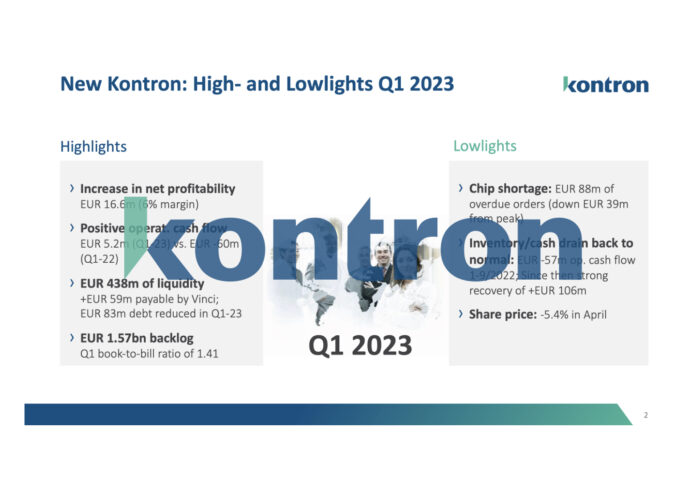 New Kontron: High- and Lowlights Q1 2023
kontron
Highlights
› Increase in net profitability
EUR 16.6m (6% margin)
› Positive operat. cash flow
EUR 5.2m (Q1-23) vs. EUR -60m
(Q1-22)
› EUR 438m of liquidity
+EUR 59m payable by Vinci;
EUR 83m debt reduced in Q1-23
› EUR 1.57bn backlog
Q1 book-to-bill ratio of 1.41
kontron
Q1 2023
Lowlights
› Chip shortage: EUR 88m of
overdue orders (down EUR 39m
from peak)
› Inventory/cash drain back to
normal: EUR -57m op. cash flow
1-9/2022; Since then strong
recovery of +EUR 106m
› Share price: -5.4% in April
2